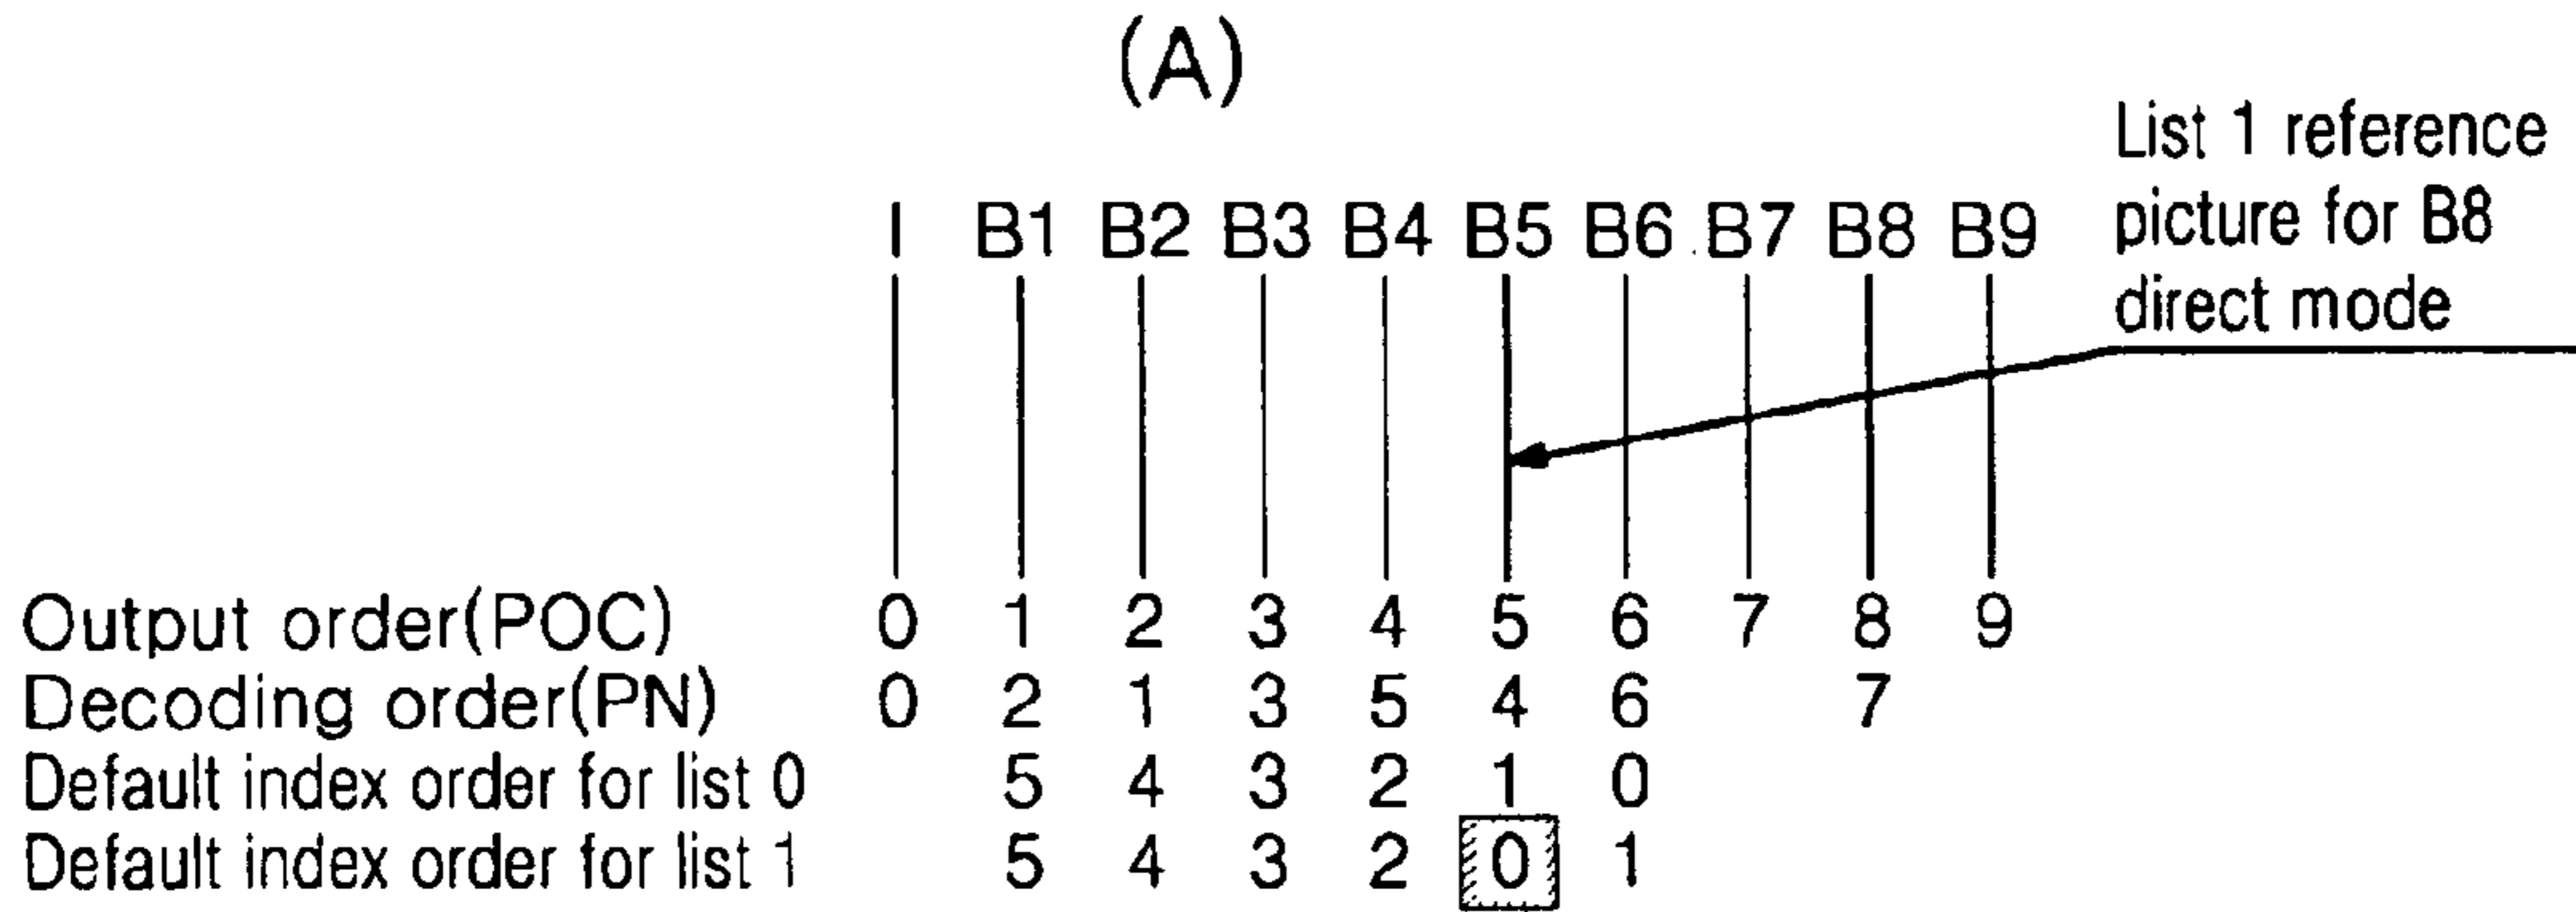 (A)
List 1 reference
picture for B8
direct mode
I B1 B2 B3 B4 B5 B6 B7 B8 B9
Output order(POC) 0 1 2 3 4 5 6 7 8 9
Decoding order(PN) 0 2 1 3 5 4 6 7
Default index order for list 0 5 4 3 2 1 0
Default index order for list 1 5 4 3 2 0 1